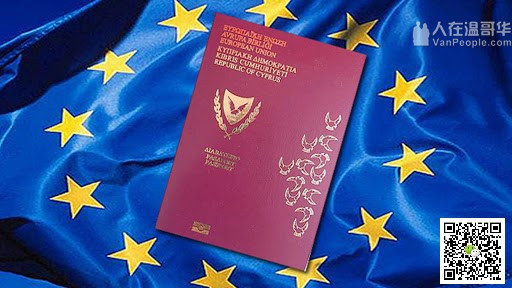 人在温哥华
VanPeople.com
ΕΥΡΩΠΑΪΚΗ ΕΝΩΣΗ
AVRUPA BİRLİĞİ
EUROPEAN UNION
ΚΥΠΡΙΑΚΗ ΔΗΜΟΚΡΑΤΙΑ
KIBRIS CUMHURİYETİ
REPUBLIC OF CYPRUS
ΔΙΑΒΑΤΗΡΙΟ
PASAPORT
PASSPORT